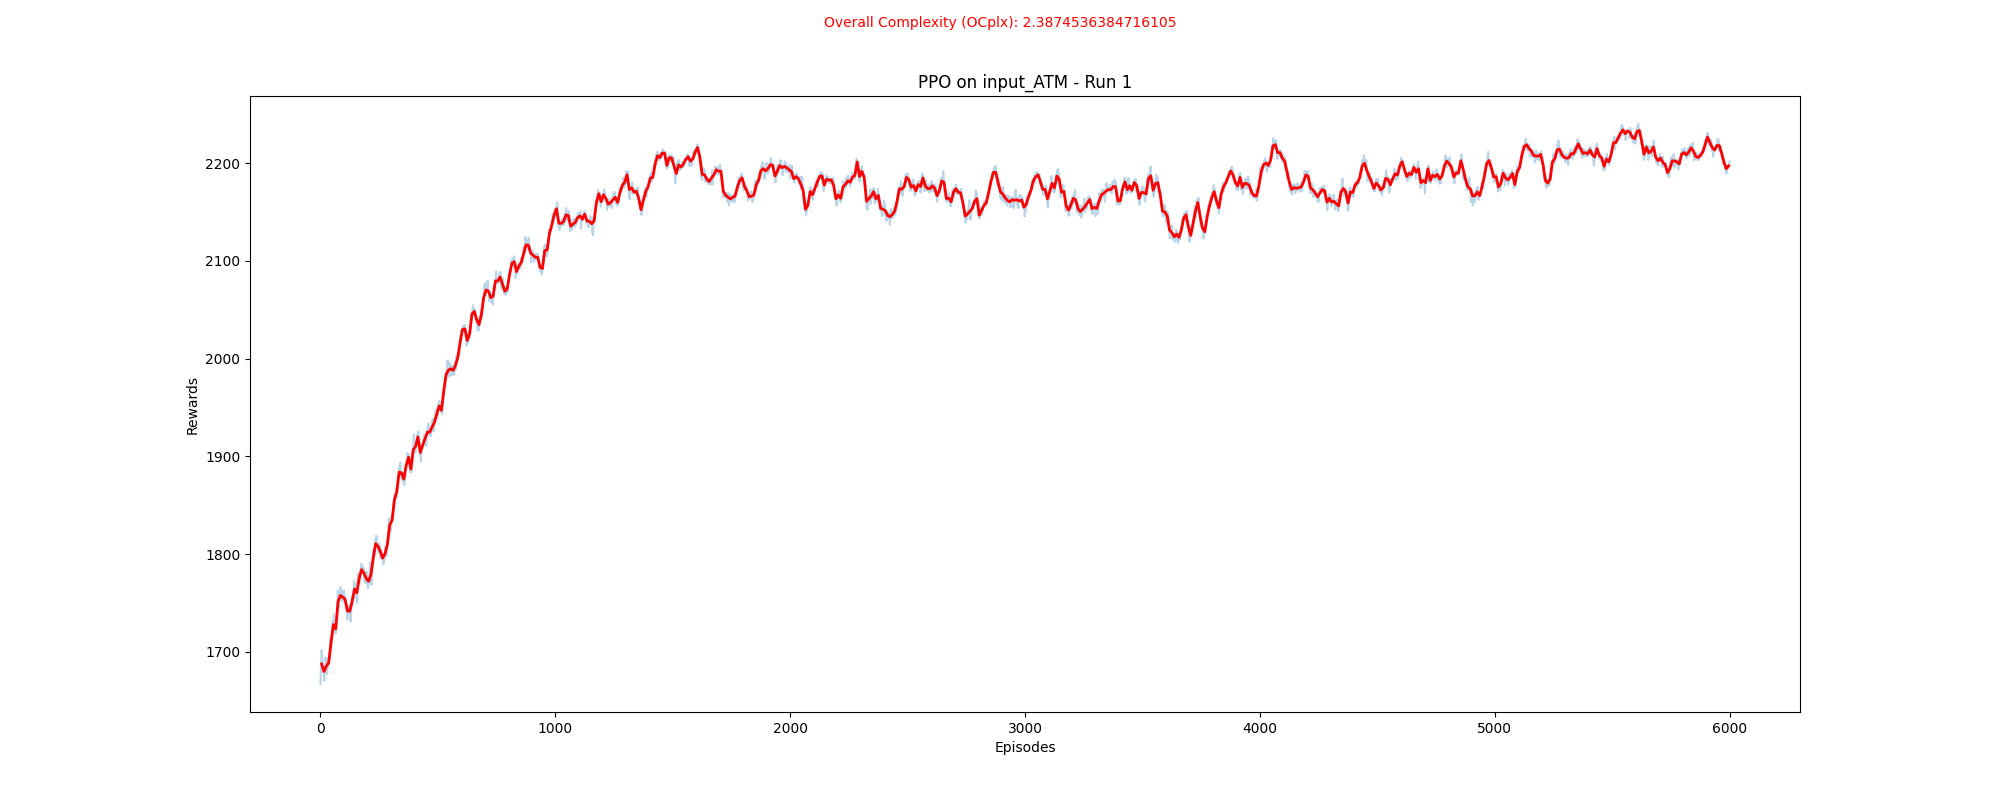 Overall Complexity (OCplx): 2.3874536384716105
PPO on input_ATM - Run 1
Rewards
2200
2100
2000
1900
1800
1700
0 1000 2000 3000 4000 5000 6000
Episodes